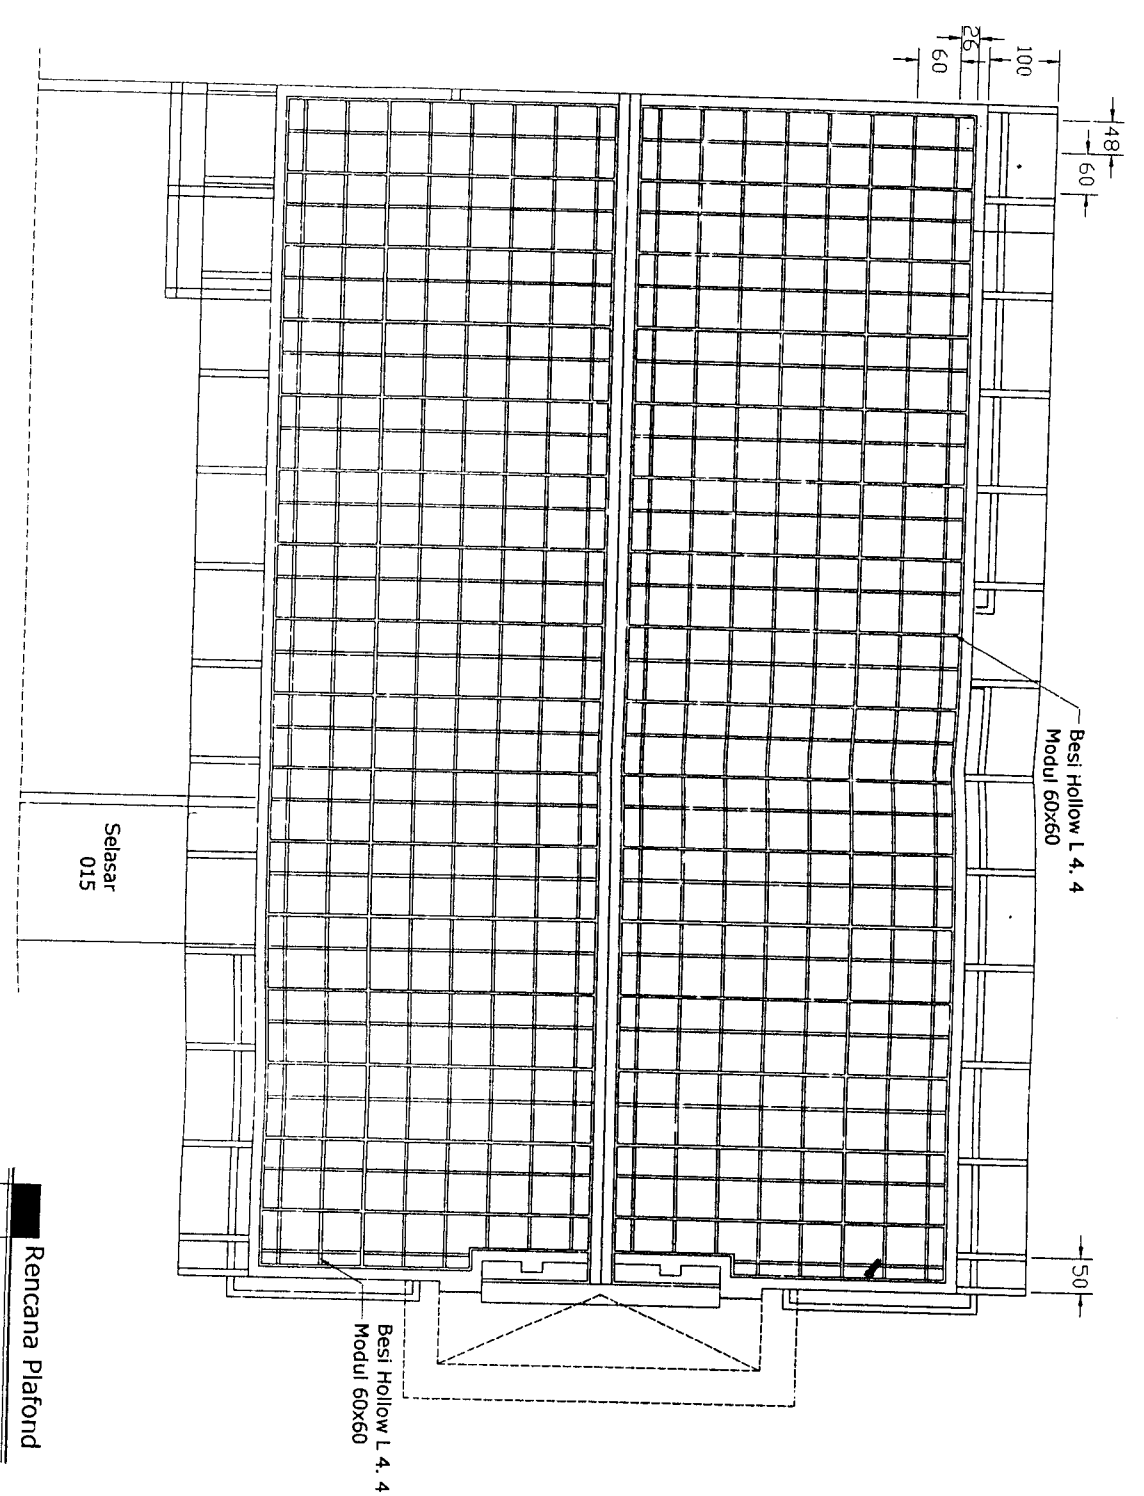 100
26
60
48
60
Besi Hollow L 4. 4
Modul 60x60
Selasar
015
50
Besi Hollow L 4. 4
Modul 60x60
Rencana Plafond